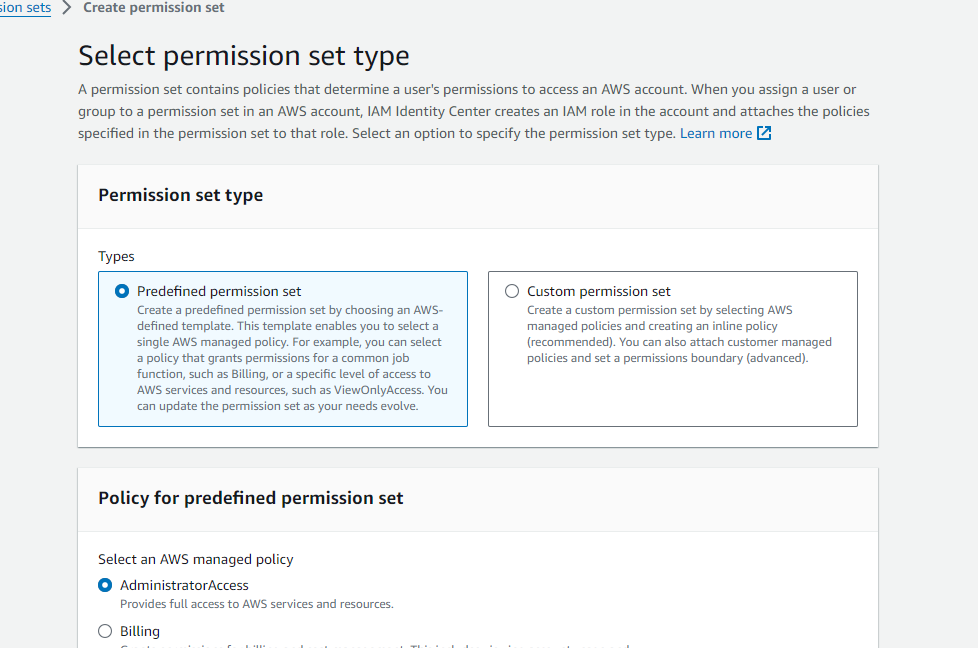 sion sets > Create permission set
Select permission set type
A permission set contains policies that determine a user's permissions to access an AWS account. When you assign a user or
group to a permission set in an AWS account, IAM Identity Center creates an IAM role in the account and attaches the policies
specified in the permission set to that role. Select an option to specify the permission set type. Learn more
Permission set type
Types
Predefined permission set
Create a predefined permission set by choosing an AWS-
defined template. This template enables you to select a
single AWS managed policy. For example, you can select
a policy that grants permissions for a common job
function, such as Billing, or a specific level of access to
AWS services and resources, such as ViewOnlyAccess. You
can update the permission set as your needs evolve.
Custom permission set
Create a custom permission set by selecting AWS
managed policies and creating an inline policy
(recommended). You can also attach customer managed
policies and set a permissions boundary (advanced).
Policy for predefined permission set
Select an AWS managed policy
AdministratorAccess
Provides full access to AWS services and resources.
Billing